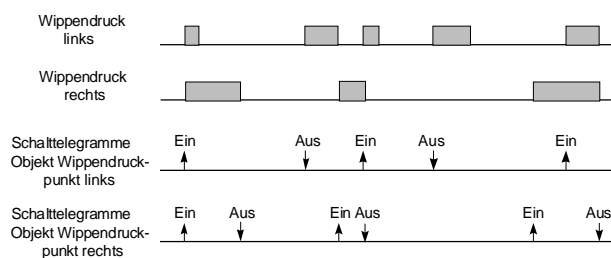 Wippendruck
links
Wippendruck
rechts
Schalttelegramme
Objekt Wippendruck-
punkt links
Ein Aus Ein Aus Ein
Schalttelegramme
Objekt Wippendruck-
punkt rechts
Ein Aus Ein Aus Ein Aus